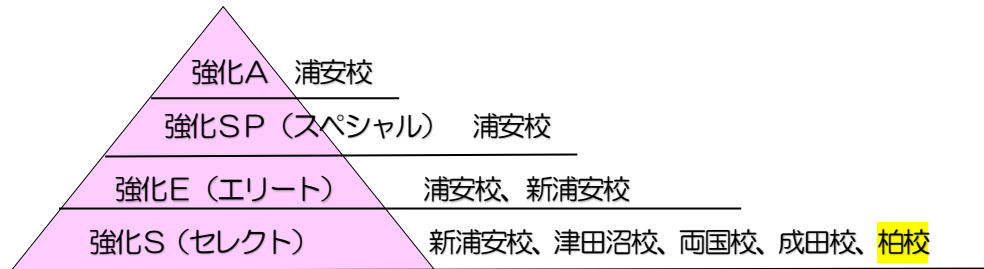 強化A 浦安校
強化SP（スペシャル） 浦安校
強化E（エリート） 浦安校、新浦安校
強化S（セレクト） 新浦安校、津田沼校、両国校、成田校、柏校